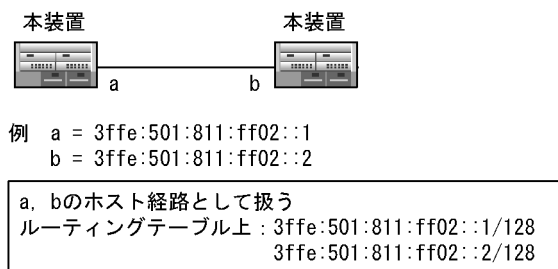 本装置 本装置
a b
例 a = 3ffe:501:811:ff02::1
b = 3ffe:501:811:ff02::2
a, bのホスト経路として扱う
ルーティングテーブル上：3ffe:501:811:ff02::1/128
3ffe:501:811:ff02::2/128